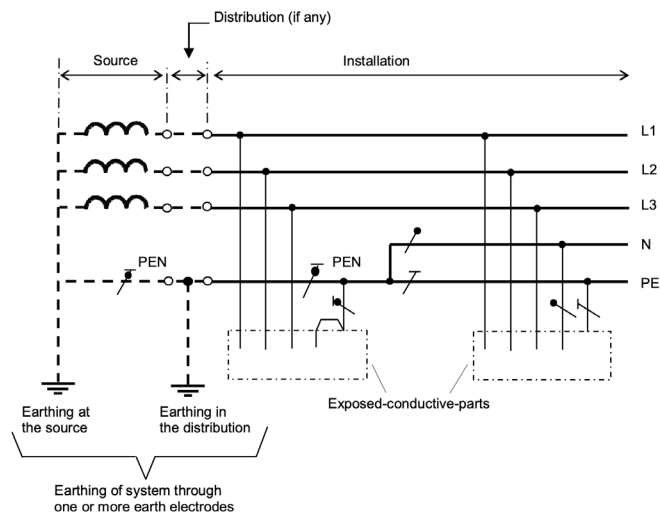 Distribution (if any)
Source
Installation
L1
L2
L3
N
PEN
PEN
PE
Earthing at
the source
Earthing in
the distribution
Exposed-conductive-parts
Earthing of system through
one or more earth electrodes